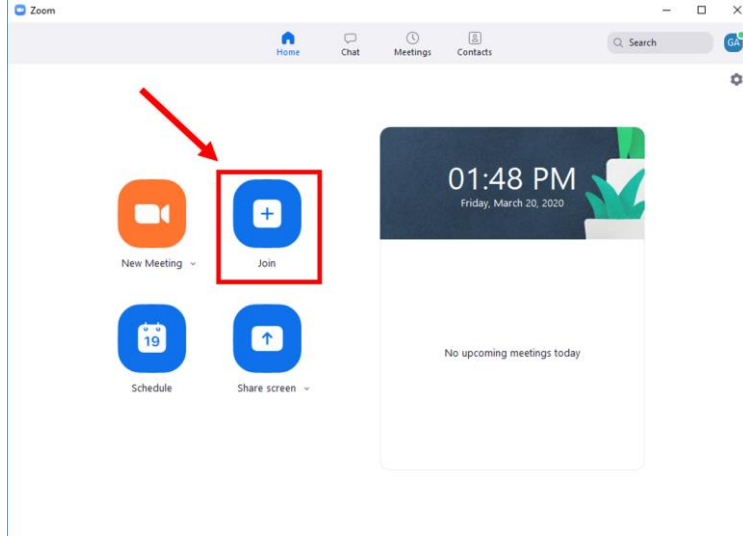 Zoom
Home
Chat
Meetings
Contacts
Search
GA
01:48 PM
Friday, March 20, 2020
New Meeting
Join
19
Schedule
Share screen
No upcoming meetings today